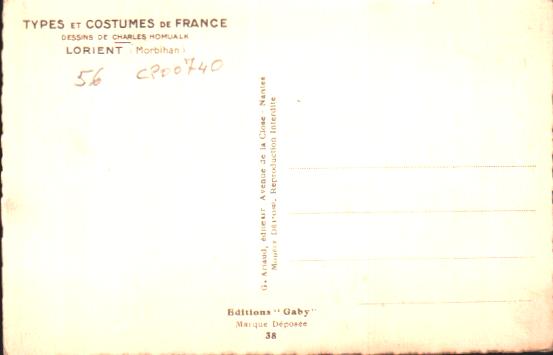 TYPES ET COSTUMES DE FRANCE
DESSINS DE CHARLES HOMUALK
LORIENT (Morbihan)
56 CP00740
G. Artaud, éditeur Avenue de la Close - Nantes
Modèle DÉPOSÉ. Reproduction Interdite
Editions "Gaby"
Marque Déposée
38